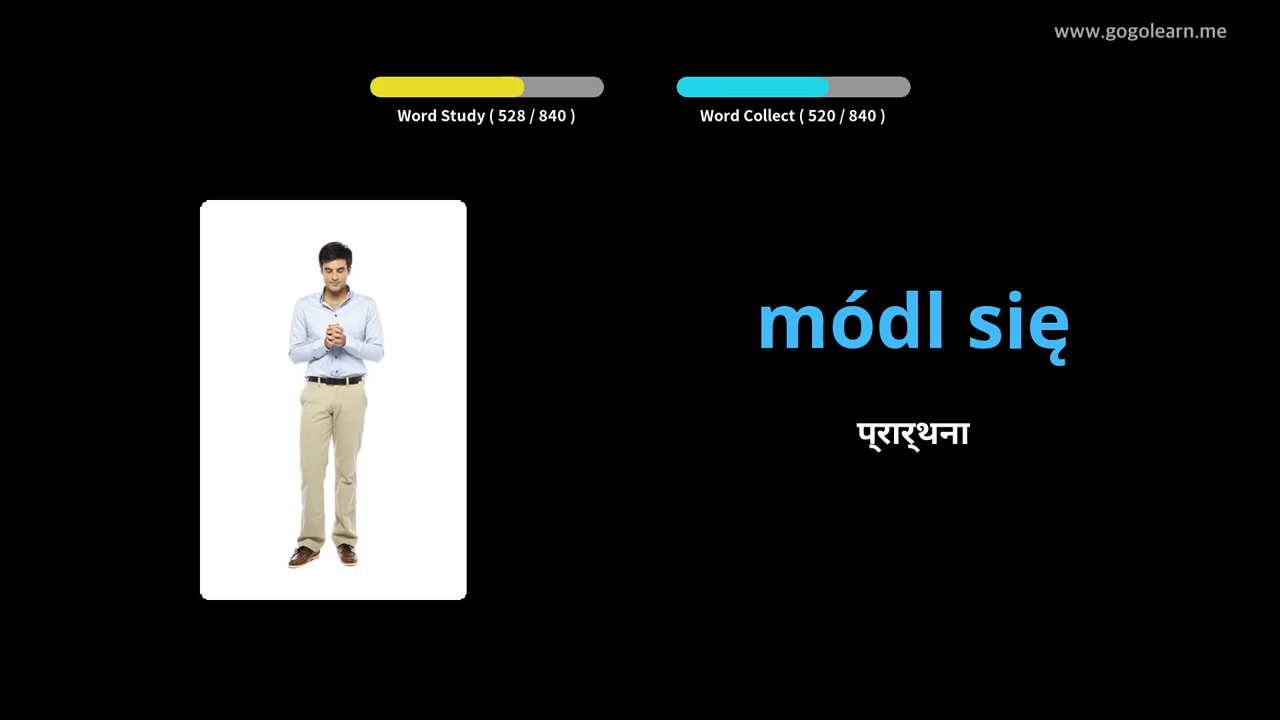 www.gogolearn.me
Word Study ( 528 / 840 )
Word Collect ( 520 / 840 )
módl się
प्रार्थना